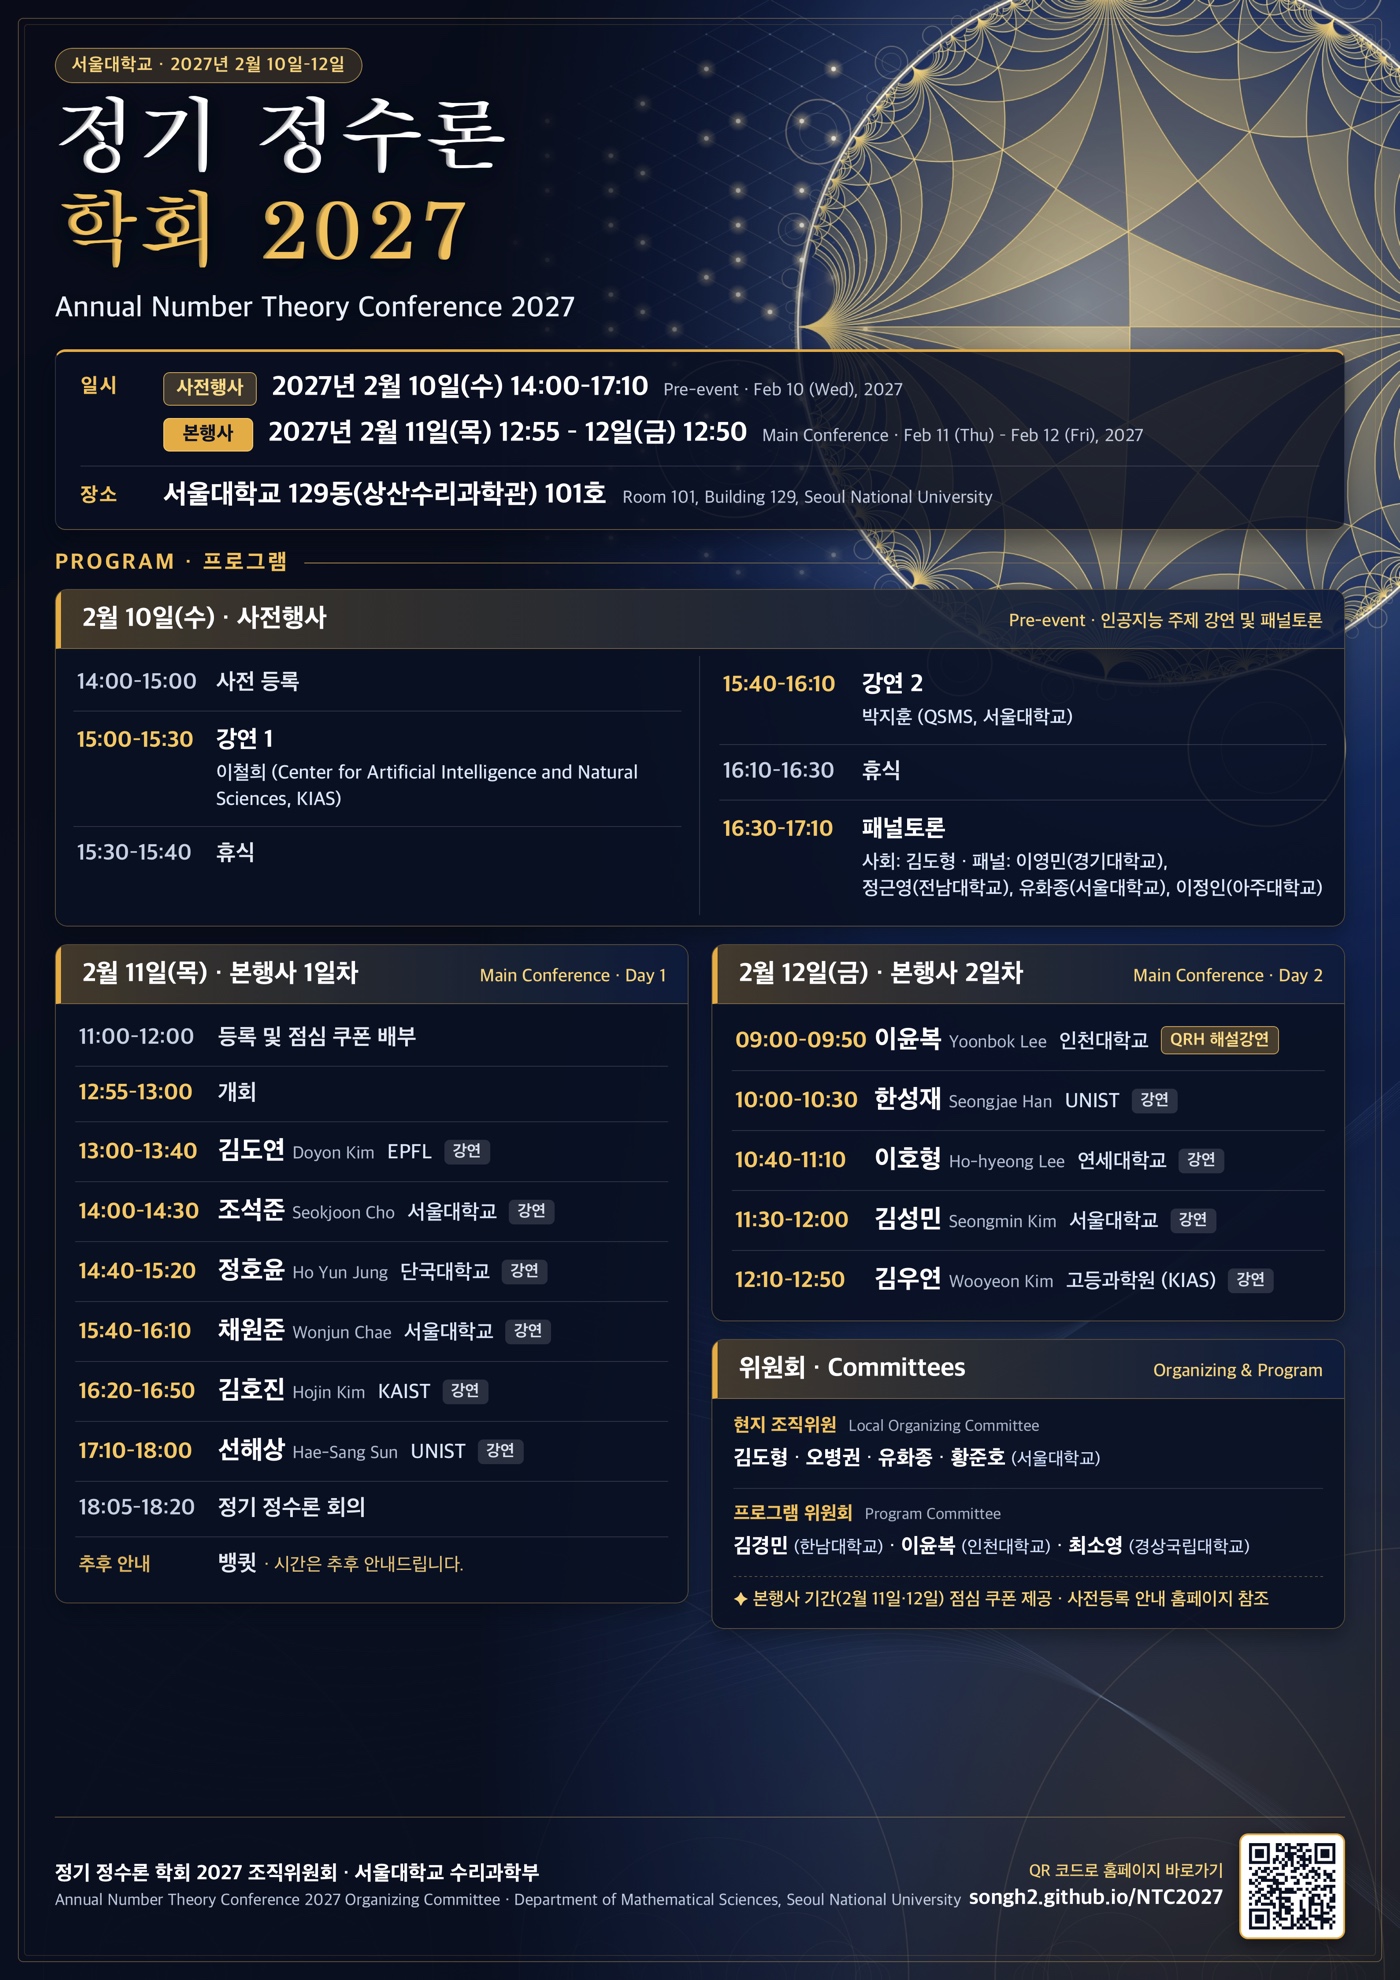 서울대학교 · 2027년 2월 10일-12일
정기 정수론
학회 2027
Annual Number Theory Conference 2027
일시 사전행사 2027년 2월 10일(수) 14:00-17:10 Pre-event · Feb 10 (Wed), 2027
본행사 2027년 2월 11일(목) 12:55 - 12일(금) 12:50 Main Conference · Feb 11 (Thu) - Feb 12 (Fri), 2027
장소 서울대학교 129동(상산수리과학관) 101호 Room 101, Building 129, Seoul National University
PROGRAM · 프로그램
2월 10일(수) · 사전행사 Pre-event · 인공지능 주제 강연 및 패널토론
14:00-15:00 사전 등록
15:00-15:30 강연 1
이철희 (Center for Artificial Intelligence and Natural
Sciences, KIAS)
15:30-15:40 휴식
15:40-16:10 강연 2
박지훈 (QSMS, 서울대학교)
16:10-16:30 휴식
16:30-17:10 패널토론
사회: 김도형 · 패널: 이영민(경기대학교),
정근영(전남대학교), 유화종(서울대학교), 이정인(아주대학교)
2월 11일(목) · 본행사 1일차 Main Conference · Day 1
11:00-12:00 등록 및 점심 쿠폰 배부
12:55-13:00 개회
13:00-13:40 김도연 Doyon Kim EPFL 강연
14:00-14:30 조석준 Seokjoon Cho 서울대학교 강연
14:40-15:20 정호윤 Ho Yun Jung 단국대학교 강연
15:40-16:10 채원준 Wonjun Chae 서울대학교 강연
16:20-16:50 김호진 Hojin Kim KAIST 강연
17:10-18:00 선해상 Hae-Sang Sun UNIST 강연
18:05-18:20 정기 정수론 회의
추후 안내 뱅큇 · 시간은 추후 안내드립니다.
2월 12일(금) · 본행사 2일차 Main Conference · Day 2
09:00-09:50 이윤복 Yoonbok Lee 인천대학교 QRH 해설강연
10:00-10:30 한성재 Seongjae Han UNIST 강연
10:40-11:10 이호형 Ho-hyeong Lee 연세대학교 강연
11:30-12:00 김성민 Seongmin Kim 서울대학교 강연
12:10-12:50 김우연 Wooyeon Kim 고등과학원 (KIAS) 강연
위원회 · Committees Organizing & Program
현지 조직위원 Local Organizing Committee
김도형 · 오병권 · 유화종 · 황준호 (서울대학교)
프로그램 위원회 Program Committee
김경민 (한남대학교) · 이윤복 (인천대학교) · 최소영 (경상국립대학교)
✦ 본행사 기간(2월 11일·12일) 점심 쿠폰 제공 · 사전등록 안내 홈페이지 참조
정기 정수론 학회 2027 조직위원회 · 서울대학교 수리과학부
Annual Number Theory Conference 2027 Organizing Committee · Department of Mathematical Sciences, Seoul National University
QR 코드로 홈페이지 바로가기
songh2.github.io/NTC2027